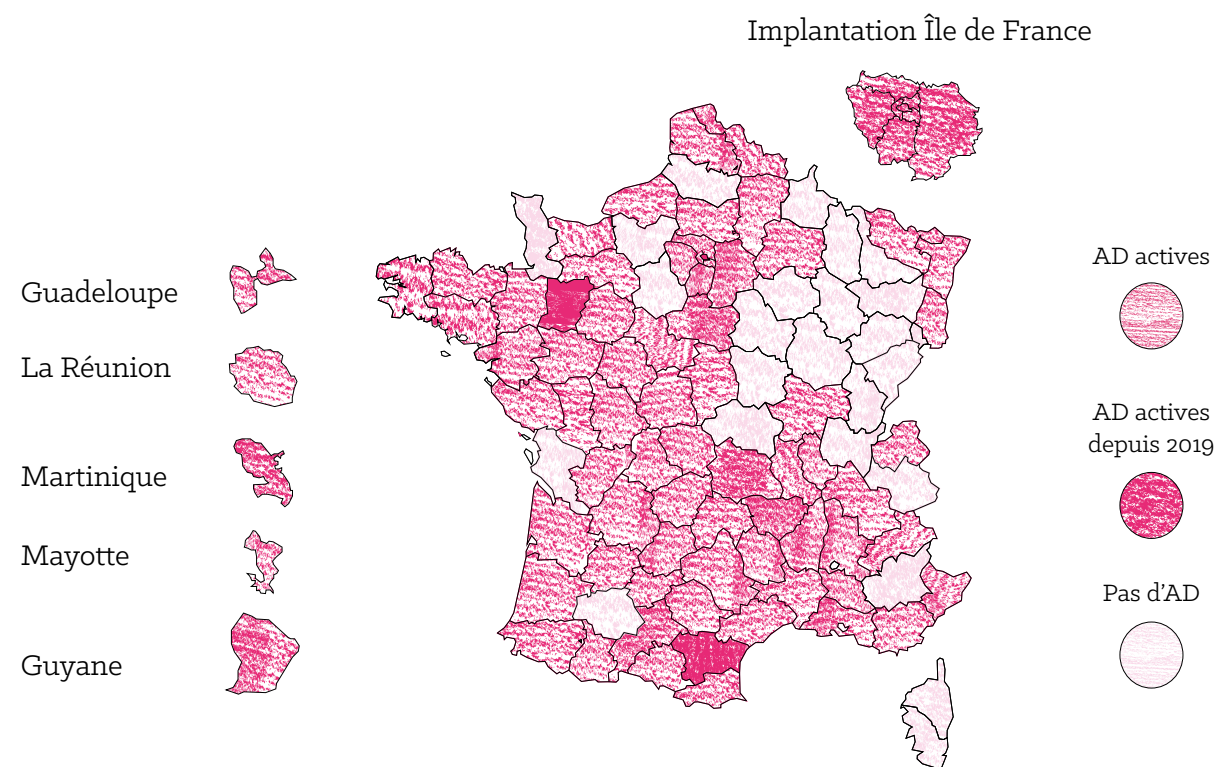 Implantation Île de France
Guadeloupe
La Réunion
Martinique
Mayotte
Guyane
AD actives
AD actives
depuis 2019
Pas d'AD